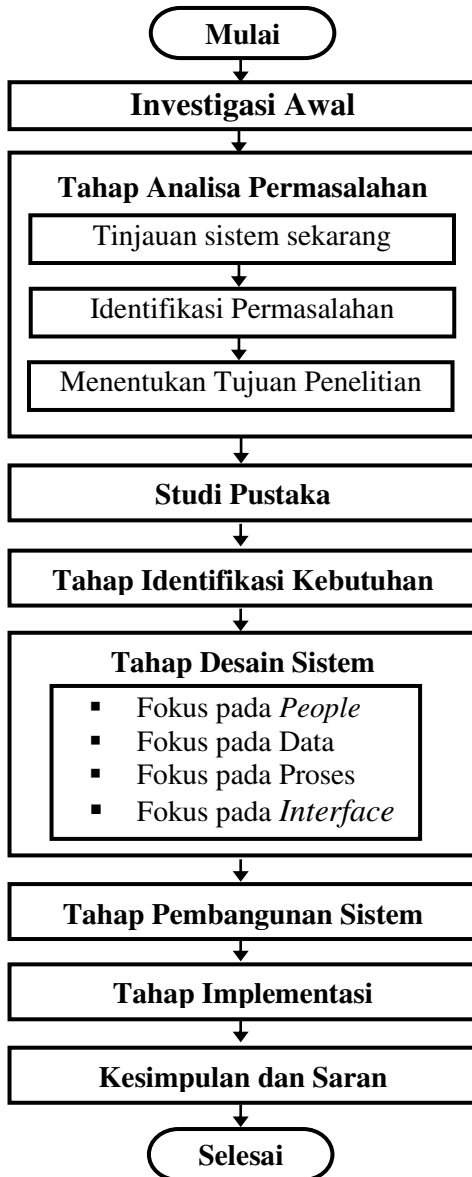 Mulai
Investigasi Awal
Tahap Analisa Permasalahan
Tinjauan sistem sekarang
Identifikasi Permasalahan
Menentukan Tujuan Penelitian
Studi Pustaka
Tahap Identifikasi Kebutuhan
Tahap Desain Sistem
▪ Fokus pada People
▪ Fokus pada Data
▪ Fokus pada Proses
▪ Fokus pada Interface
Tahap Pembangunan Sistem
Tahap Implementasi
Kesimpulan dan Saran
Selesai